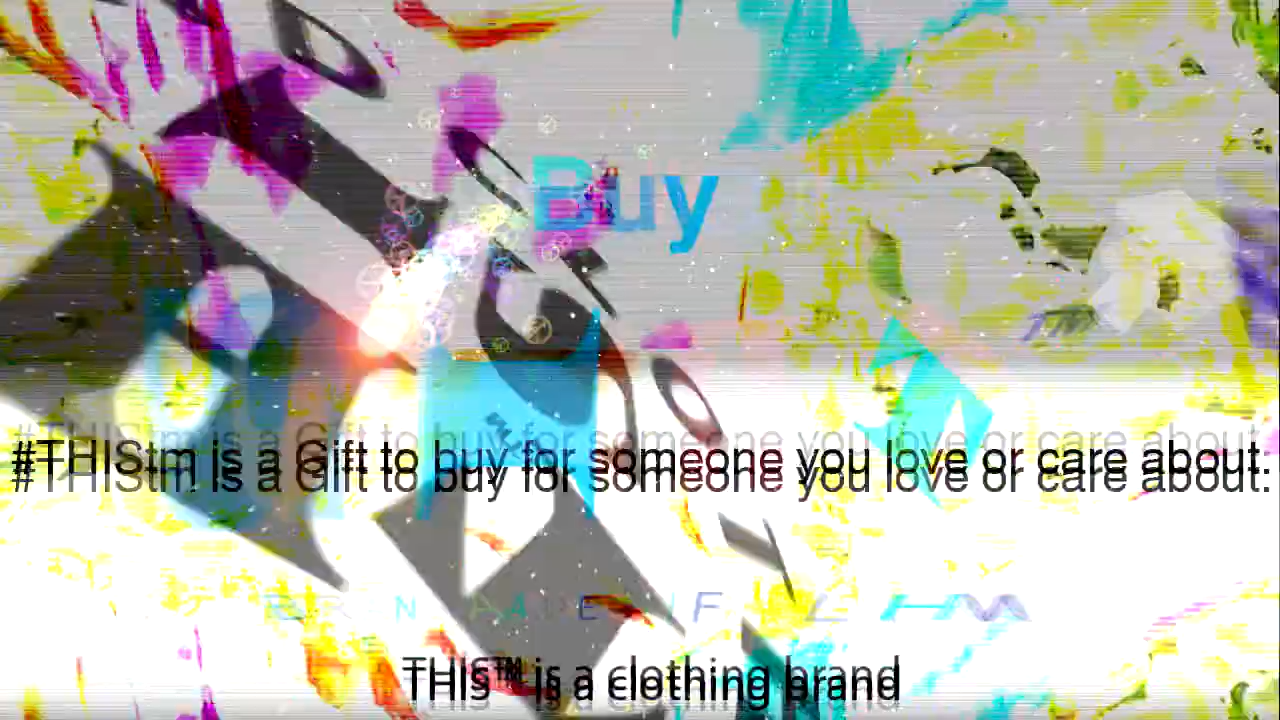 Buy
#THIStm is a Gift to buy for someone you love or care about.
THIS™ is a clothing brand